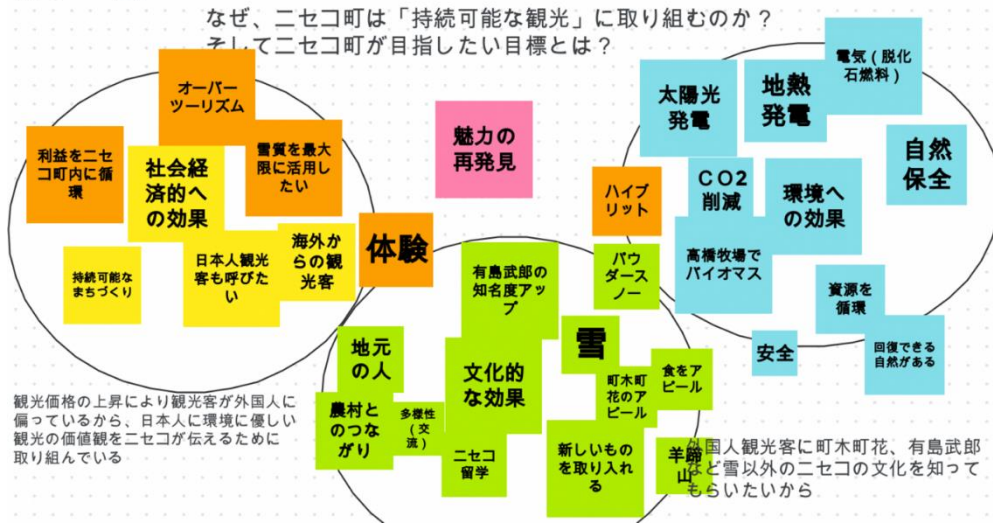 なぜ、ニセコ町は「持続可能な観光」に取り組むのか？
そしてニセコ町が目指したい目標とは？
オーバー
ツーリズム
利益をニセ
コ町内に循
環
社会経
済的へ
の効果
雪質を最大
限に活用し
たい
持続可能な
まちづくり
日本人観光
客も呼びた
い
海外か
らの観
光客
体験
観光価格の上昇により観光客が外国人に
偏っているから、日本人に環境に優しい
観光の価値観をニセコが伝えるために
取り組んでいる
魅力の
再発見
有島武郎の
知名度アッ
プ
パウ
ダース
ノー
地元
の人
文化的
な効果
雪
町木町
花のア
ピール
食をア
ピール
農村と
のつな
がり
多様性
（交
流）
ニセコ
留学
新しいもの
を取り入れ
る
羊蹄
山
電気（脱化
石燃料）
太陽光
発電
地熱
発電
自然
保全
ハイブ
リット
CO2
削減
環境へ
の効果
高橋牧場で
バイオマス
資源を
循環
安全
回復できる
自然がある
外国人観光客に町木町花、有島武郎
など雪以外のニセコの文化を知って
もらいたいから